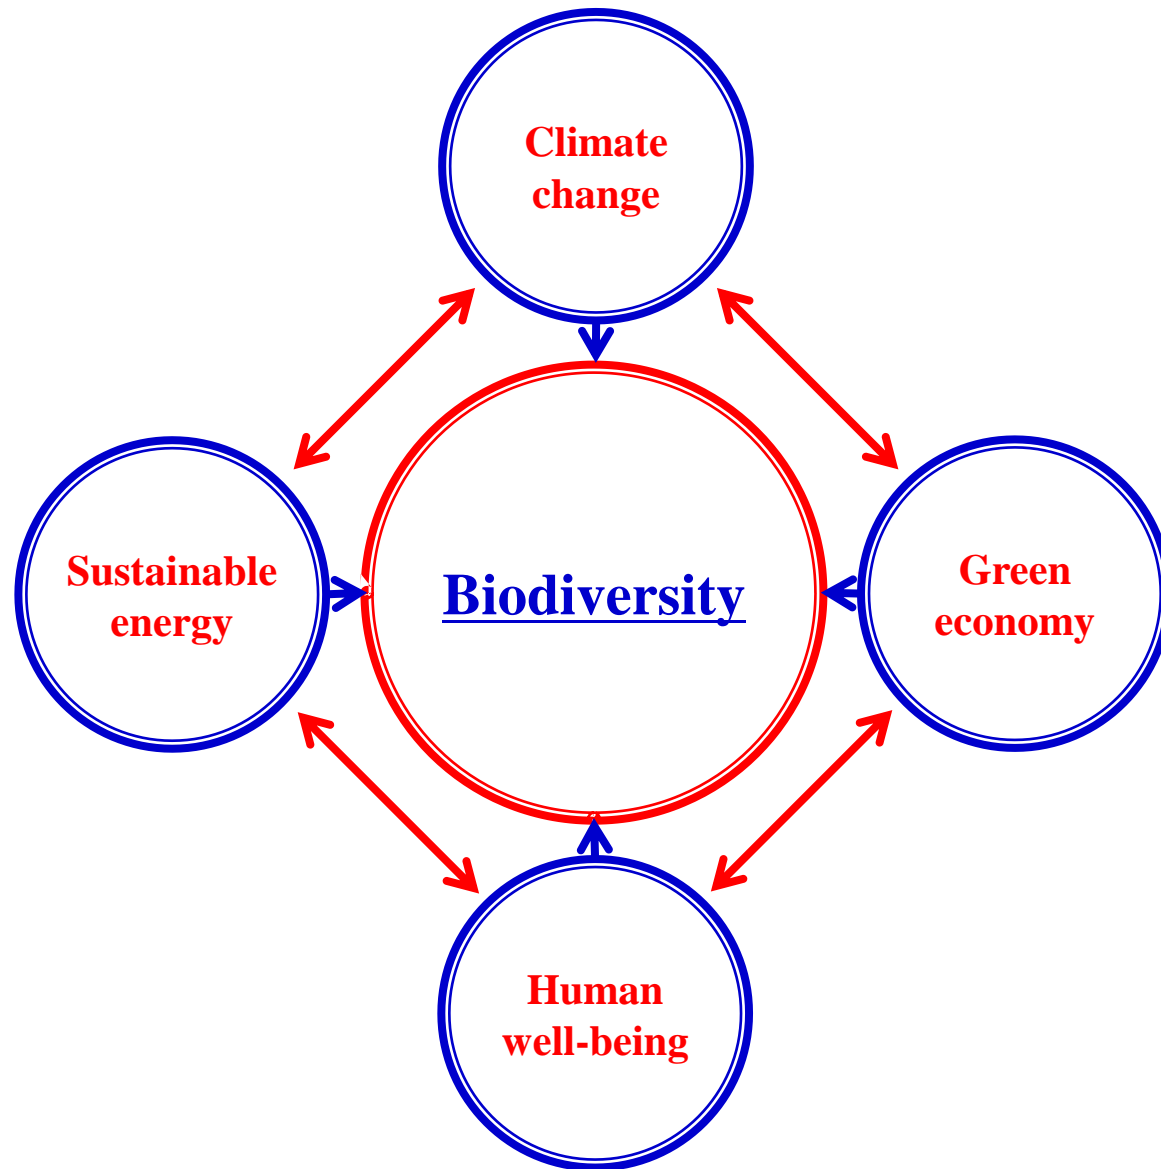 Climate
change
Sustainable
energy
Biodiversity
Green
economy
Human
well-being